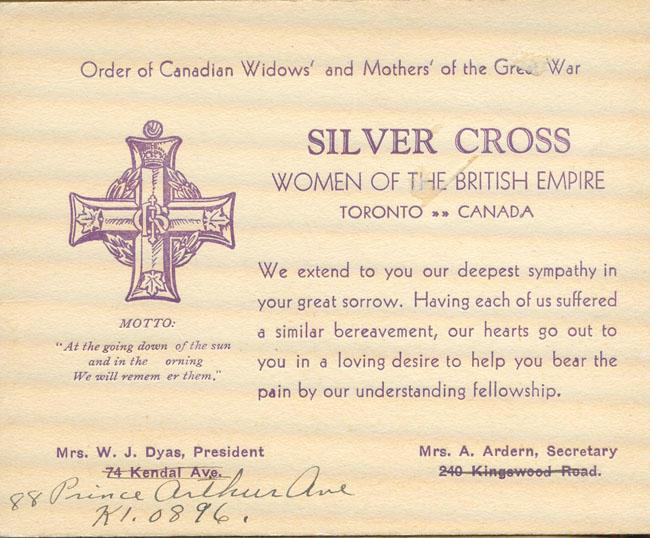 Order of Canadian Widows' and Mothers' of the Grea War
SILVER CROSS
WOMEN OF THE BRITISH EMPIRE
TORONTO »» CANADA
We extend to you our deepest sympathy in
your great sorrow. Having each of us suffered
a similar bereavement, our hearts go out to
you in a loving desire to help you bear the
pain by our understanding fellowship.
MOTTO:
"At the going down of the sun
and in the orning
We will remem er them,"
Mrs. W. J. Dyas, President
74 Kendal Ave.
Mrs. A. Ardern, Secretary
240 Kingswood Road.
88 Prince Arthur Ave
KI. 0896.